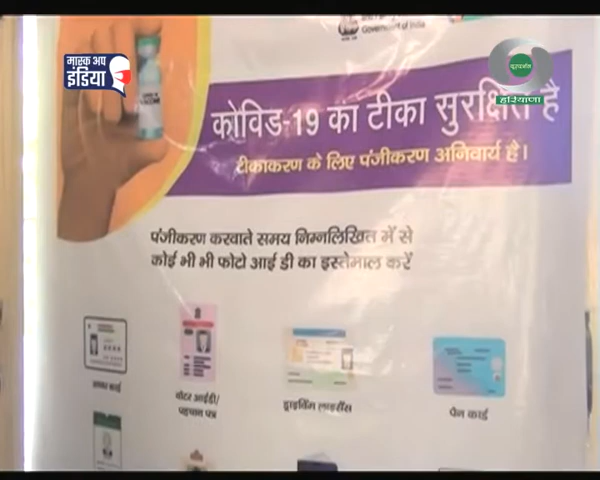 मास्क अप
इंडिया
Government of India
दूरदर्शन
हरियाणा
कोविड-19 का टीका सुरक्षित है
टीकाकरण के लिए पंजीकरण अनिवार्य है।
पंजीकरण करवाते समय निम्नलिखित में से
कोई भी भी फोटो आई डी का इस्तेमाल करें
वोटर आईडी/
पहचान पत्र
ड्राइविंग लाइसेंस
पेन कार्ड